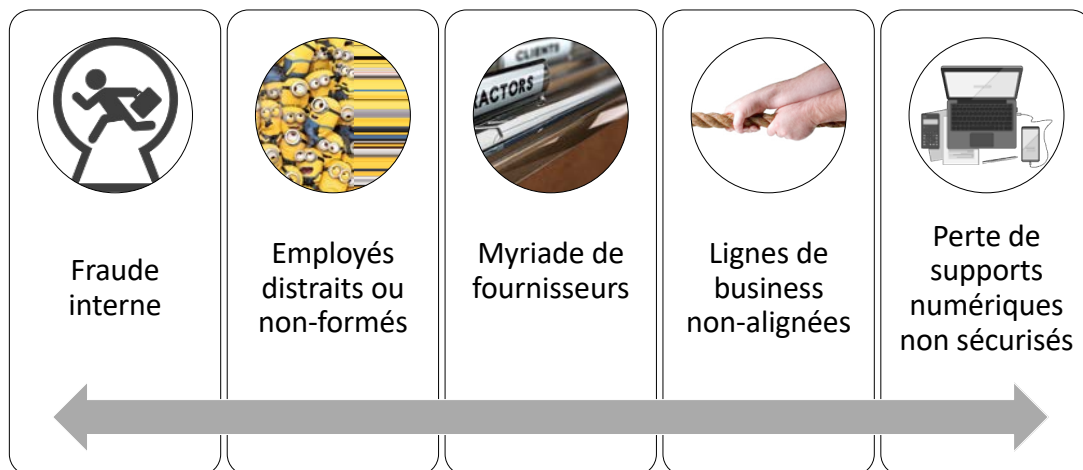 CLIENTS
ACTORS
Fraude
interne
Employés
distraits ou
non-formés
Myriade de
fournisseurs
Lignes de
business
non-alignées
Perte de
supports
numériques
non sécurisés